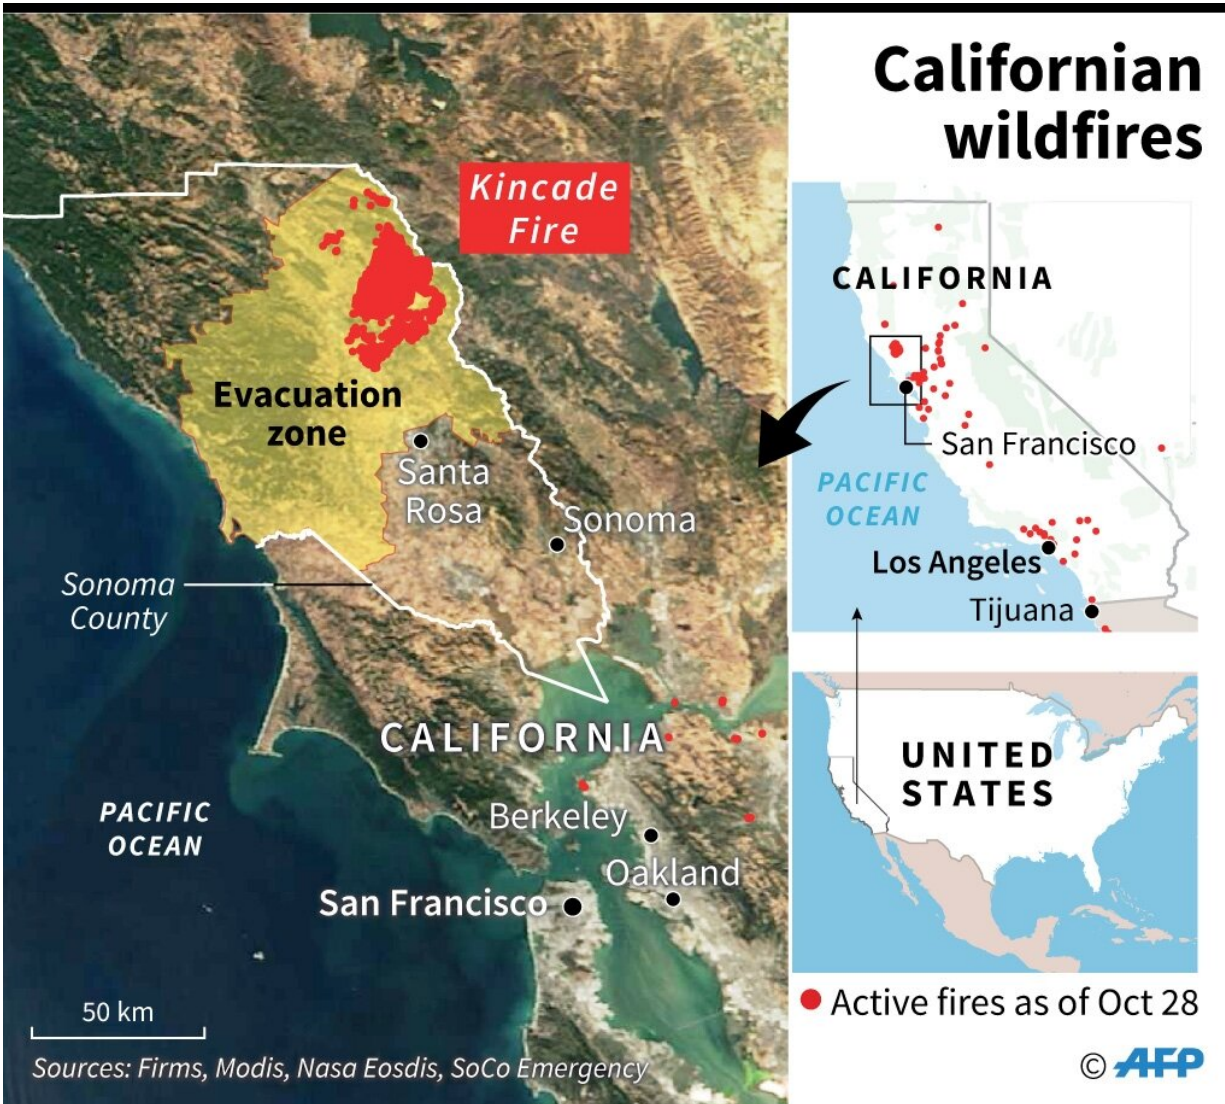 Californian
wildfires
Kincade
Fire
Evacuation
zone
Santa
Rosa
Sonoma
Sonoma
County
CALIFORNIA
PACIFIC
OCEAN
Berkeley
Oakland
San Francisco
50 km
Sources: Firms, Modis, Nasa Eosdis, SoCo Emergency
CALIFORNIA
San Francisco
PACIFIC
OCEAN
Los Angeles
Tijuana
UNITED
STATES
Active fires as of Oct 28
© AFP